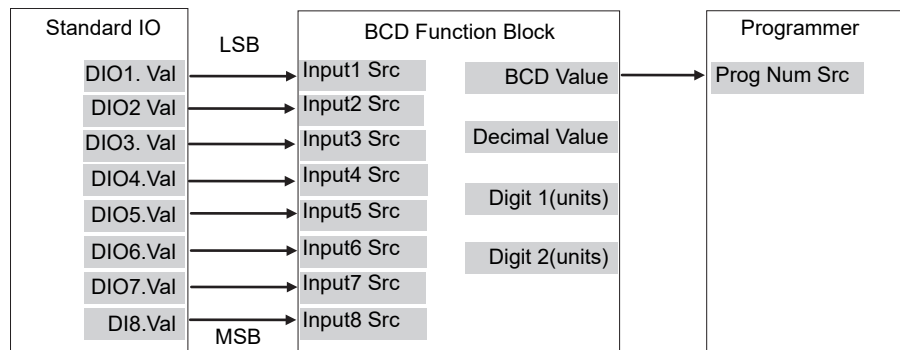 Standard IO
LSB
BCD Function Block
Programmer
DIO1. Val
Input1 Src
BCD Value
Prog Num Src
DIO2 Val
Input2 Src
DIO3. Val
Input3 Src
Decimal Value
DIO4.Val
Input4 Src
DIO5.Val
Input5 Src
Digit 1(units)
DIO6.Val
Input6 Src
Digit 2(units)
DIO7.Val
Input7 Src
DI8.Val
Input8 Src
MSB